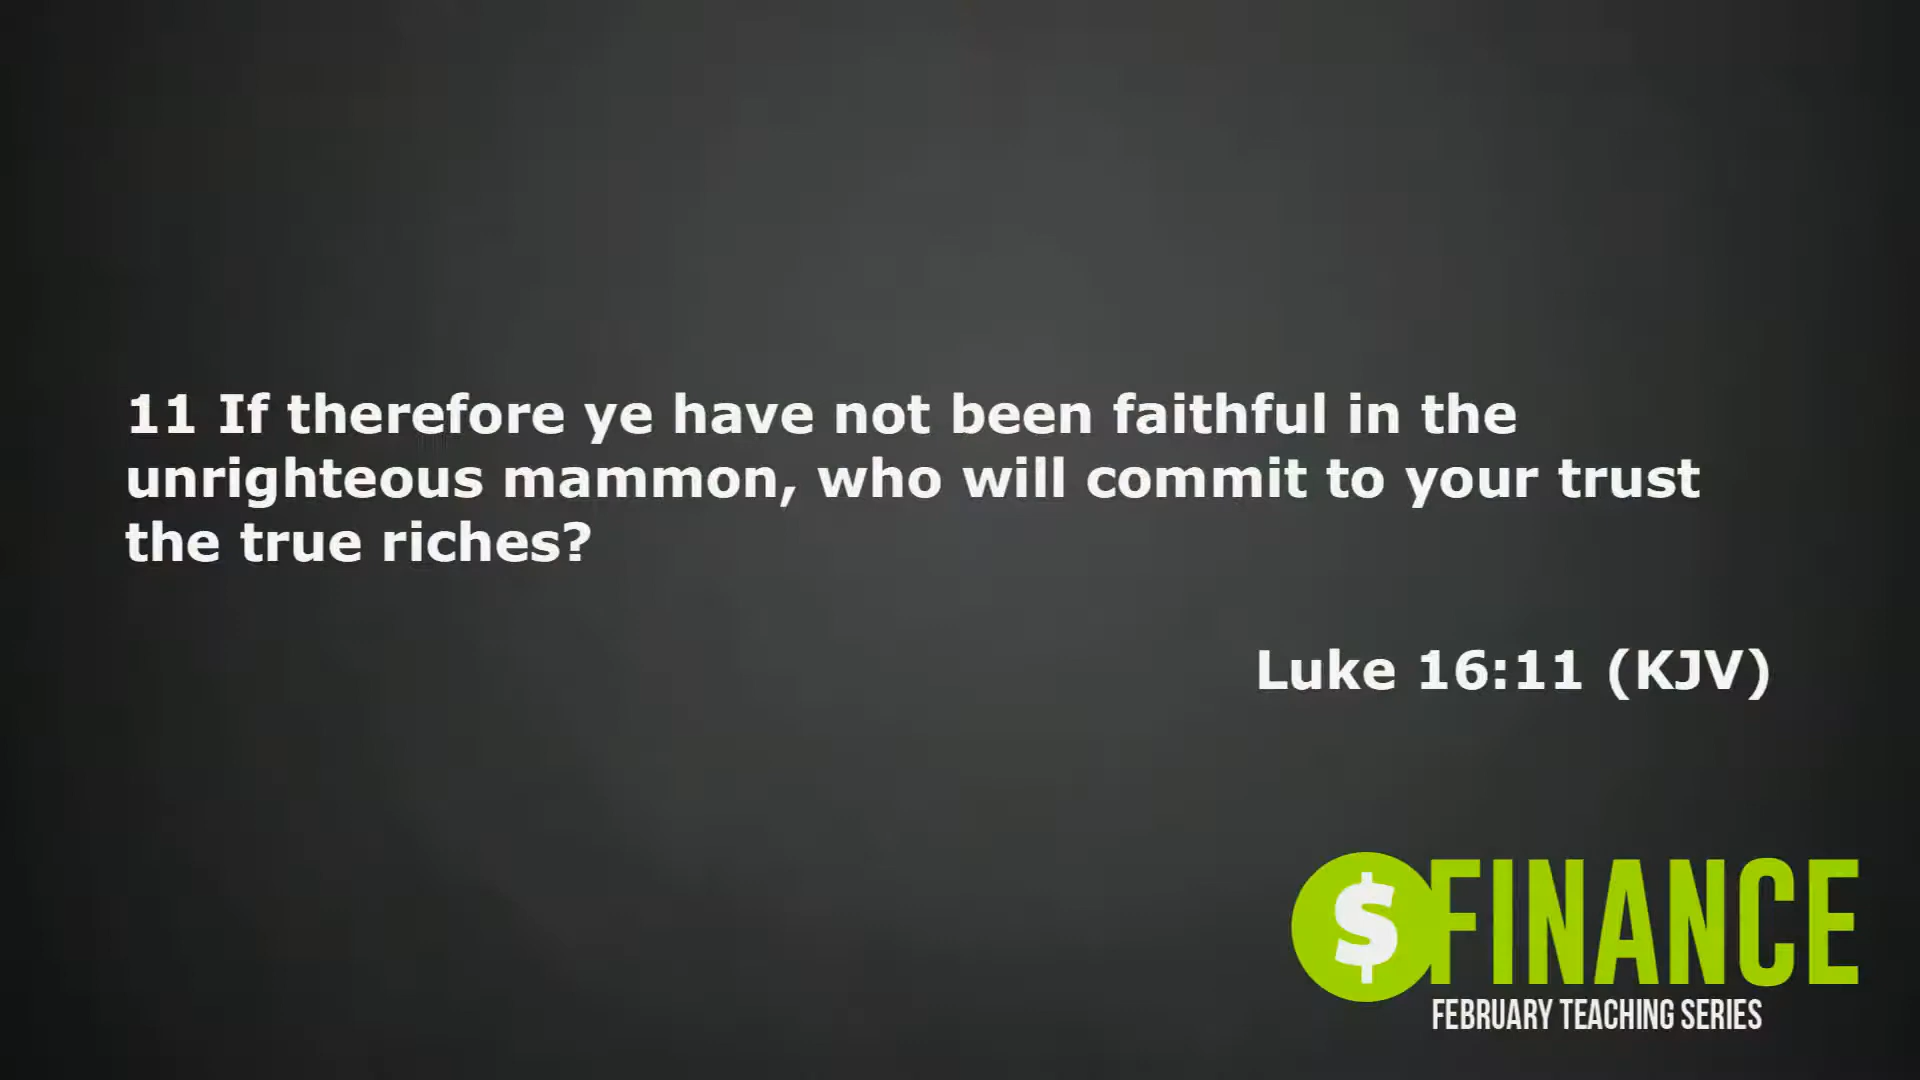 11 If therefore ye have not been faithful in the
unrighteous mammon, who will commit to your trust
the true riches?
Luke 16:11 (KJV)
$FINANCE
FEBRUARY TEACHING SERIES